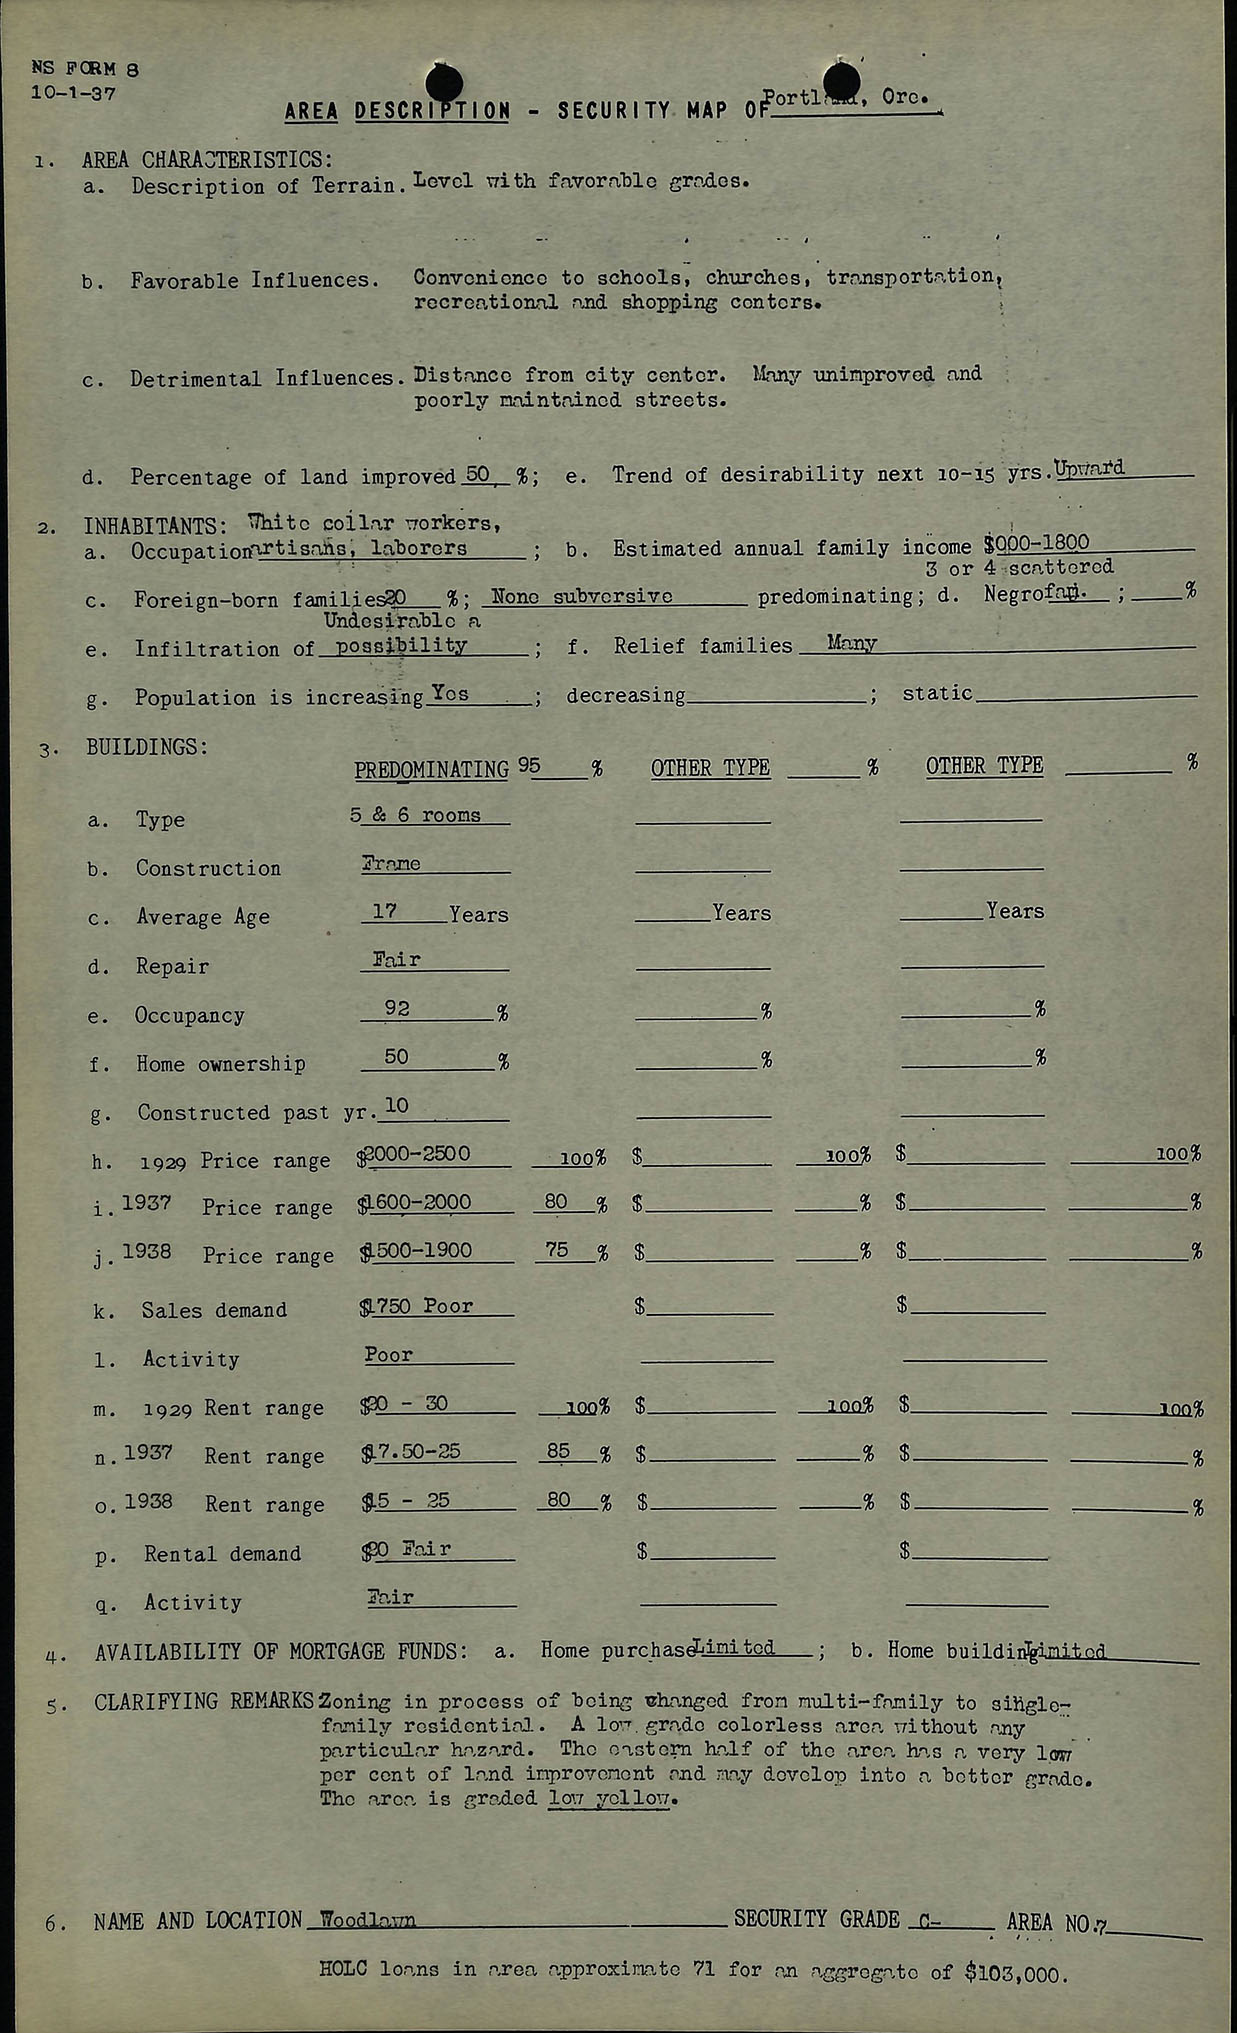 NS FORM 8
10-1-37
AREA DESCRIPTION - SECURITY MAP OF Portland, Ore.
1. AREA CHARACTERISTICS:
a. Description of Terrain. Level with favorable grades.
b. Favorable Influences. Convenience to schools, churches, transportation,
recreational and shopping centers.
c. Detrimental Influences. Distance from city center. Many unimproved and
poorly maintained streets.
d. Percentage of land improved 50 %; e. Trend of desirability next 10-15 yrs. Upward
2. INHABITANTS: White collar workers,
a. Occupation artisans, laborers ; b. Estimated annual family income $900-1800
3 or 4 scattered
c. Foreign-born families 20 %; None subversive predominating; d. Negro fam. ; %
Undesirable a
e. Infiltration of possibility ; f. Relief families Many
g. Population is increasing Yes ; decreasing ; static
3. BUILDINGS:
PREDOMINATING 95 % OTHER TYPE % OTHER TYPE %
a. Type 5 & 6 rooms
b. Construction Frame
c. Average Age 17 Years Years Years
d. Repair Fair
e. Occupancy 92 % % %
f. Home ownership 50 % % %
g. Constructed past yr. 10
h. 1929 Price range $2000-2500 100% $ 100% $ 100%
i. 1937 Price range $1600-2000 80 % $ % $ %
j. 1938 Price range $1500-1900 75 % $ % $ %
k. Sales demand $1750 Poor $ $
l. Activity Poor
m. 1929 Rent range $20 - 30 100% $ 100% $ 100%
n. 1937 Rent range $17.50-25 85 % $ % $ %
o. 1938 Rent range $15 - 25 80 % $ % $ %
p. Rental demand $20 Fair $ $
q. Activity Fair
4. AVAILABILITY OF MORTGAGE FUNDS: a. Home purchase Limited ; b. Home building Limited
5. CLARIFYING REMARKS: Zoning in process of being changed from multi-family to single-
family residential. A low grade colorless area without any
particular hazard. The eastern half of the area has a very low
per cent of land improvement and may develop into a better grade.
The area is graded low yellow.
6. NAME AND LOCATION Woodlawn SECURITY GRADE C- AREA NO. 7
HOLC loans in area approximate 71 for an aggregate of $103,000.